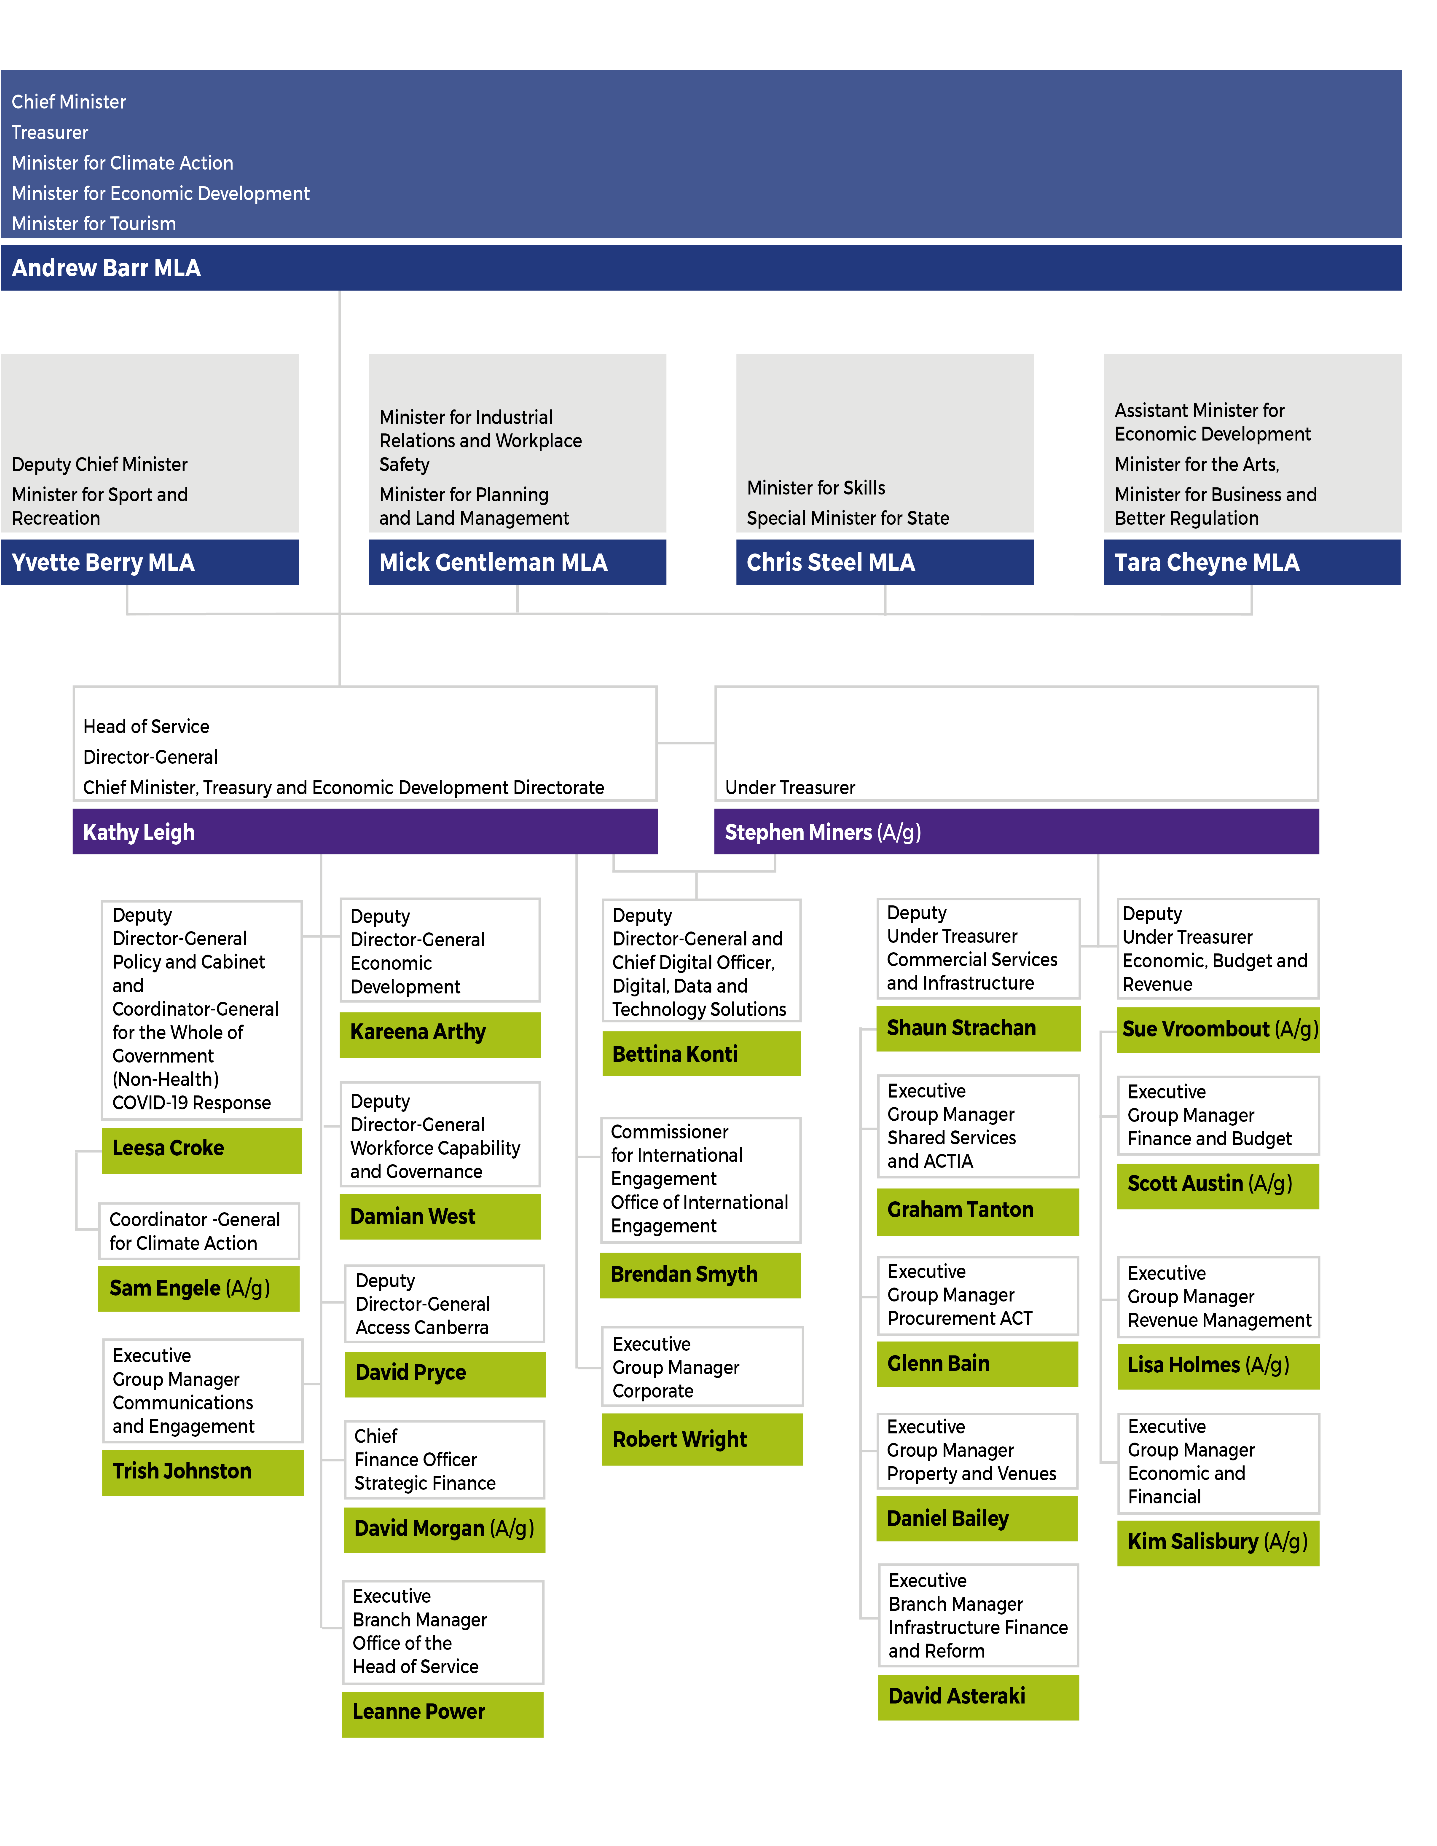 Chief Minister
Treasurer
Minister for Climate Action
Minister for Economic Development
Minister for Tourism
Andrew Barr MLA
Deputy Chief Minister
Minister for Sport and
Recreation
Yvette Berry MLA
Minister for Industrial
Relations and Workplace
Safety
Minister for Planning
and Land Management
Mick Gentleman MLA
Minister for Skills
Special Minister for State
Chris Steel MLA
Assistant Minister for
Economic Development
Minister for the Arts,
Minister for Business and
Better Regulation
Tara Cheyne MLA
Head of Service
Director-General
Chief Minister, Treasury and Economic Development Directorate
Kathy Leigh
Under Treasurer
Stephen Miners (A/g)
Deputy
Director-General
Policy and Cabinet
and
Coordinator-General
for the Whole of
Government
(Non-Health)
COVID-19 Response
Leesa Croke
Coordinator -General
for Climate Action
Sam Engele (A/g)
Executive
Group Manager
Communications
and Engagement
Trish Johnston
Deputy
Director-General
Economic
Development
Kareena Arthy
Deputy
Director-General
Workforce Capability
and Governance
Damian West
Deputy
Director-General
Access Canberra
David Pryce
Chief
Finance Officer
Strategic Finance
David Morgan (A/g)
Executive
Branch Manager
Office of the
Head of Service
Leanne Power
Deputy
Director-General and
Chief Digital Officer,
Digital, Data and
Technology Solutions
Bettina Konti
Commissioner
for International
Engagement
Office of International
Engagement
Brendan Smyth
Executive
Group Manager
Corporate
Robert Wright
Deputy
Under Treasurer
Commercial Services
and Infrastructure
Shaun Strachan
Executive
Group Manager
Shared Services
and ACTIA
Graham Tanton
Executive
Group Manager
Procurement ACT
Glenn Bain
Executive
Group Manager
Property and Venues
Daniel Bailey
Executive
Branch Manager
Infrastructure Finance
and Reform
David Asteraki
Deputy
Under Treasurer
Economic, Budget and
Revenue
Sue Vroombout (A/g)
Executive
Group Manager
Finance and Budget
Scott Austin (A/g)
Executive
Group Manager
Revenue Management
Lisa Holmes (A/g)
Executive
Group Manager
Economic and
Financial
Kim Salisbury (A/g)